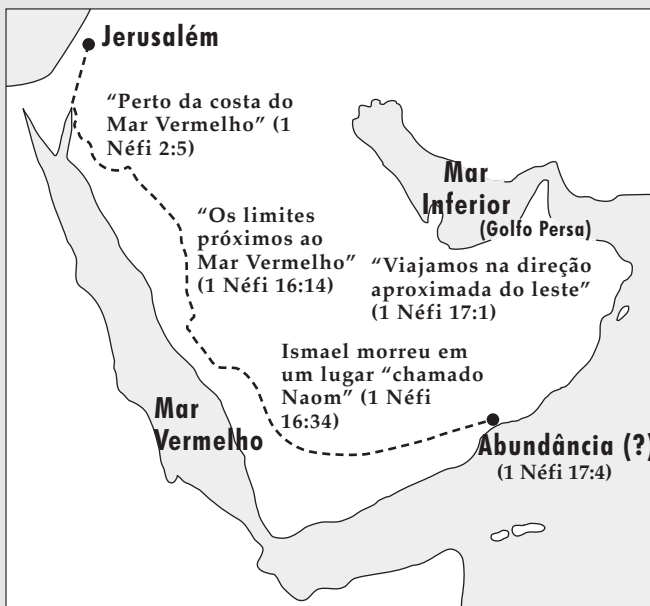 Jerusalém
“Perto da costa do
Mar Vermelho” (1
Néfi 2:5)
Mar
Inferior
(Golfo Persa)
“Os limites
próximos ao
Mar Vermelho”
(1 Néfi 16:14)
“Viajamos na direção
aproximada do leste”
(1 Néfi 17:1)
Ismael morreu em
um lugar “chamado
Naom” (1 Néfi
16:34)
Mar
Vermelho
Abundância (?)
(1 Néfi 17:4)